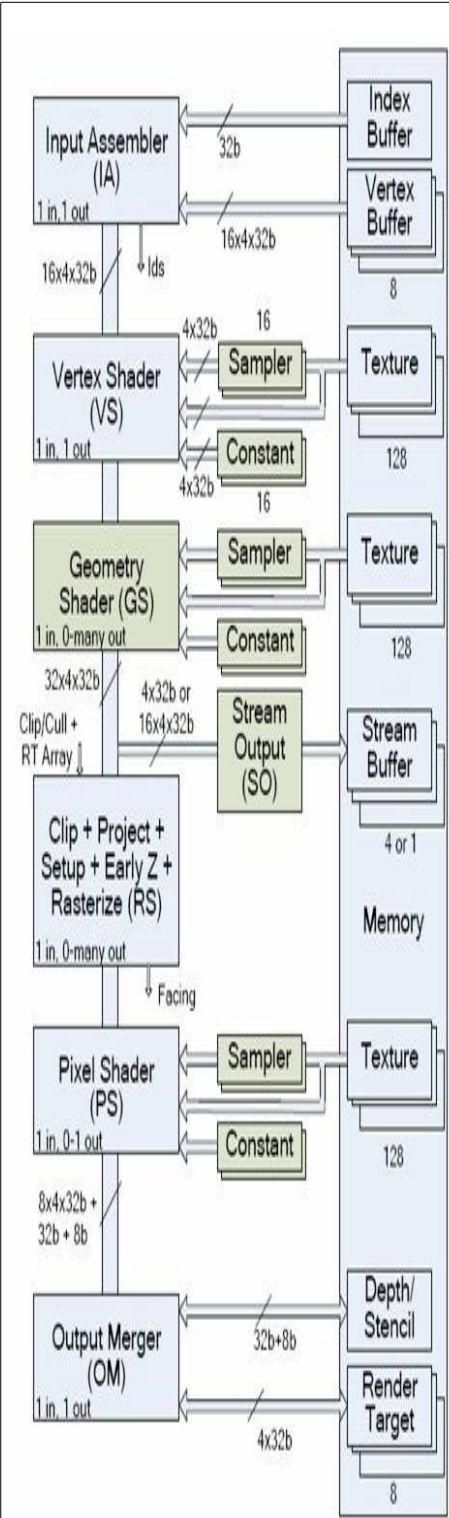 Index
Buffer
Input Assembler
(IA)
32b
Vertex
Buffer
1 in,1 out
16x4x32b
8
16x4x32b
Ids
16
4x32b
Vertex Shader
(VS)
Sampler
Texture
1 in, 1 out
Constant
4x32b
128
16
Geometry
Shader (GS)
Sampler
Texture
1 in, 0-many out
Constant
128
32x4x32b
4x32b or
16x4x32b
Stream
Output
(SO)
Stream
Buffer
Clip/Cull +
RT Array
4 or 1
Clip + Project +
Setup + Early Z +
Rasterize (RS)
Memory
1 in, 0-many out
Facing
Pixel Shader
(PS)
Sampler
Texture
1 in, 0-1 out
Constant
128
8x4x32b +
32b + 8b
Output Merger
(OM)
32b+8b
Depth/
Stencil
1 in, 1 out
4x32b
Render
Target
8